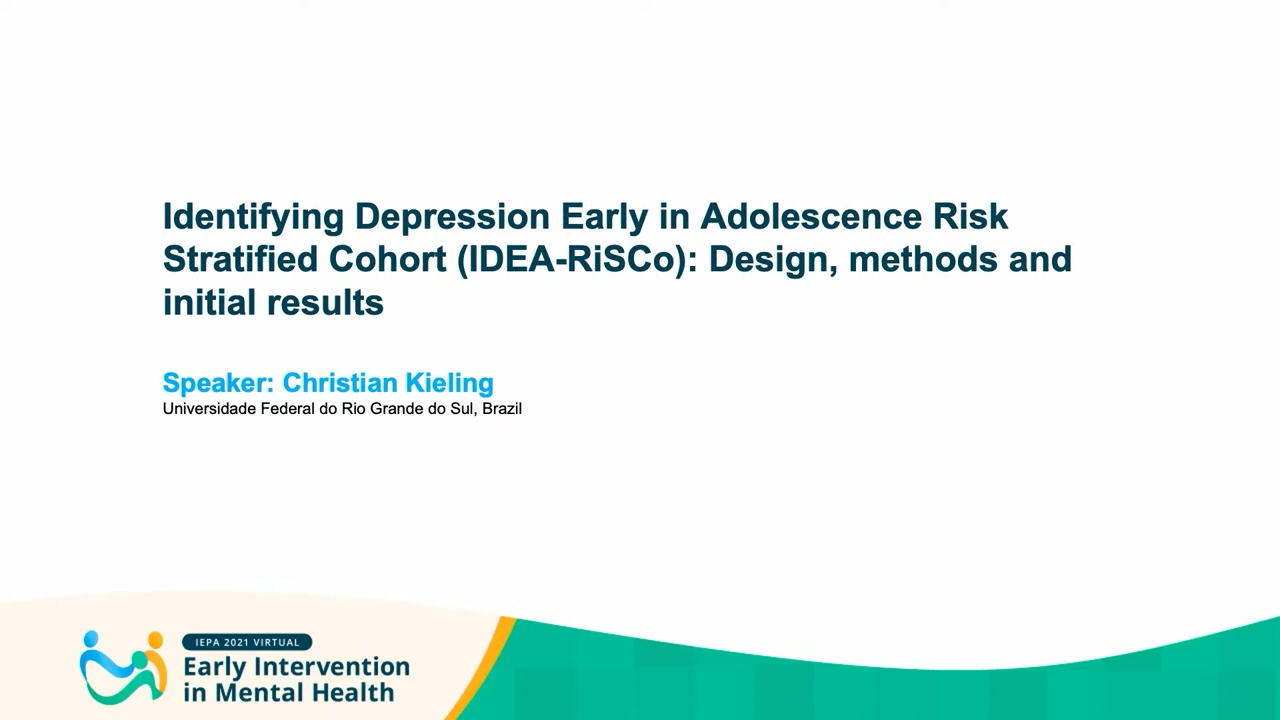 Identifying Depression Early in Adolescence Risk
Stratified Cohort (IDEA-RiSCo): Design, methods and
initial results
Speaker: Christian Kieling
Universidade Federal do Rio Grande do Sul, Brazil
IEPA 2021 VIRTUAL
Early Intervention
in Mental Health